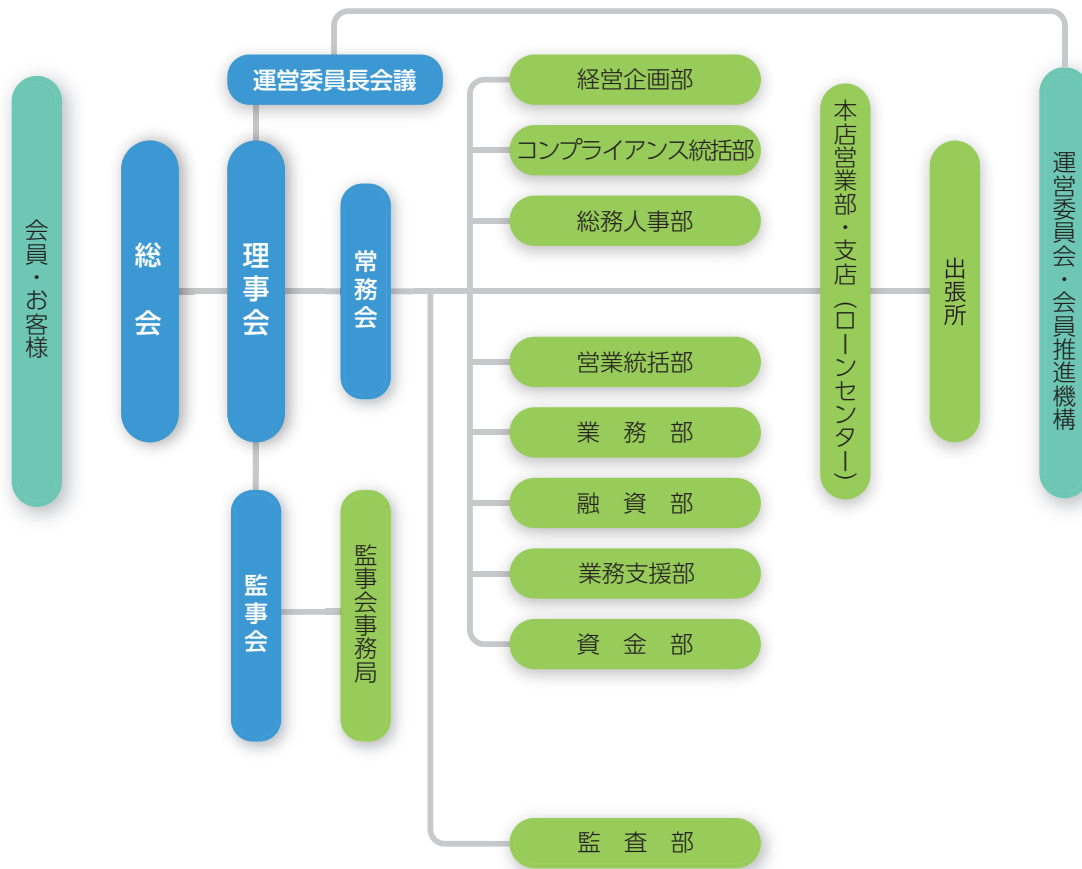 会員・お客様
総会
運営委員長会議
理事会
監事会
常務会
監事会事務局
経営企画部
コンプライアンス統括部
総務人事部
営業統括部
業務部
融資部
業務支援部
資金部
監査部
本店営業部・支店（ローンセンター）
出張所
運営委員会・会員推進機構